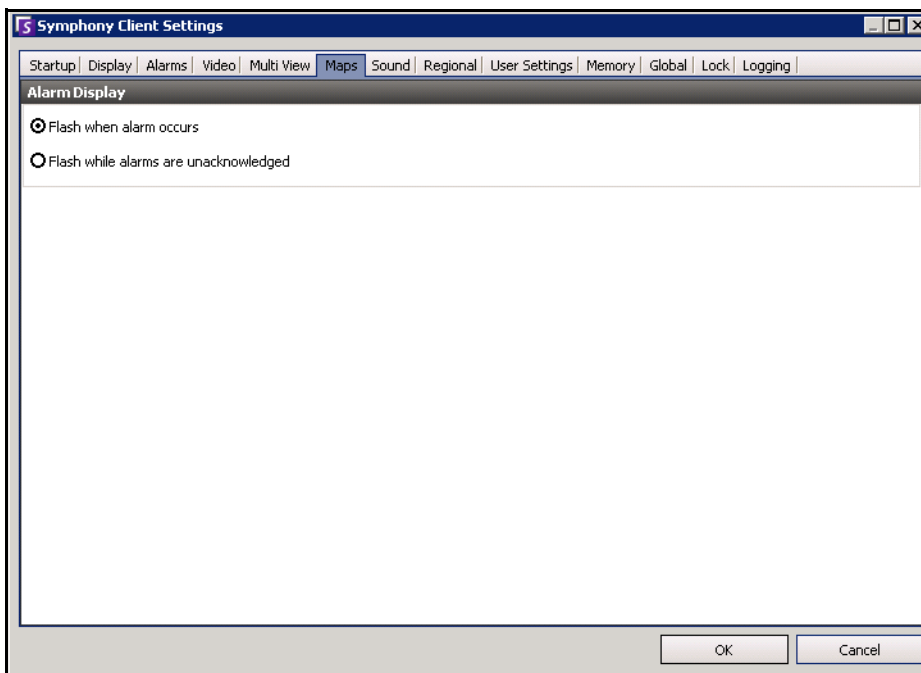 Symphony Client Settings
Startup Display Alarms Video Multi View Maps Sound Regional User Settings Memory Global Lock Logging
Alarm Display
Flash when alarm occurs
Flash while alarms are unacknowledged
OK Cancel